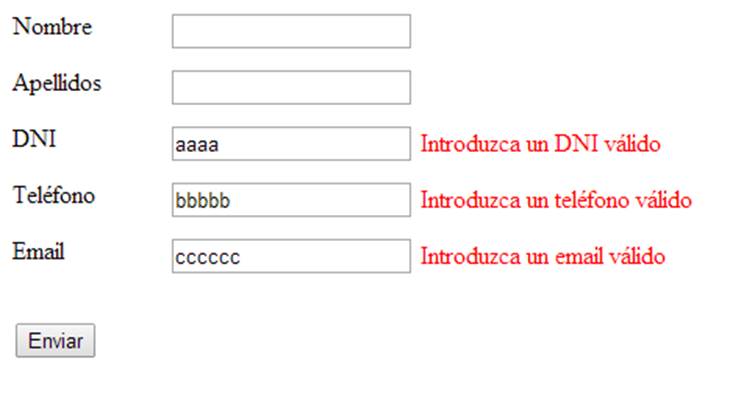 Nombre
Apellidos
DNI aaaa Introduzca un DNI válido
Teléfono bbbbb Introduzca un teléfono válido
Email cccccc Introduzca un email válido
Enviar